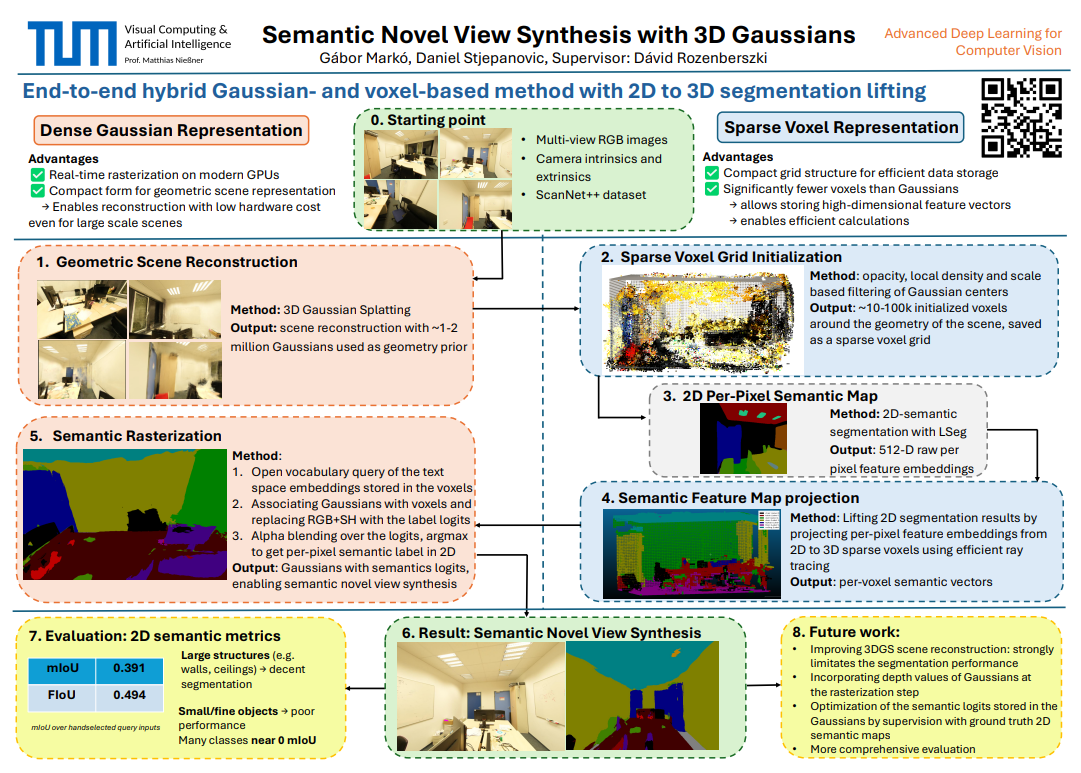 TUM
Visual Computing &
Artificial Intelligence
Prof. Matthias Nießner
Semantic Novel View Synthesis with 3D Gaussians
Gábor Markó, Daniel Stjepanovic, Supervisor: Dávid Rozenberszki
Advanced Deep Learning for
Computer Vision
End-to-end hybrid Gaussian- and voxel-based method with 2D to 3D segmentation lifting
Dense Gaussian Representation
Advantages
✅ Real-time rasterization on modern GPUs
✅ Compact form for geometric scene representation
→ Enables reconstruction with low hardware cost
even for large scale scenes
0. Starting point
• Multi-view RGB images
• Camera intrinsics and
extrinsics
• ScanNet++ dataset
Sparse Voxel Representation
Advantages
✅ Compact grid structure for efficient data storage
✅ Significantly fewer voxels than Gaussians
→ allows storing high-dimensional feature vectors
→ enables efficient calculations
1. Geometric Scene Reconstruction
Method: 3D Gaussian Splatting
Output: scene reconstruction with ~1-2
million Gaussians used as geometry prior
2. Sparse Voxel Grid Initialization
Method: opacity, local density and scale
based filtering of Gaussian centers
Output: ~10-100k initialized voxels
around the geometry of the scene, saved
as a sparse voxel grid
3. 2D Per-Pixel Semantic Map
Method: 2D-semantic
segmentation with LSeg
Output: 512-D raw per
pixel feature embeddings
4. Semantic Feature Map projection
Method: Lifting 2D segmentation results by
projecting per-pixel feature embeddings from
2D to 3D sparse voxels using efficient ray
tracing
Output: per-voxel semantic vectors
5. Semantic Rasterization
Method:
1. Open vocabulary query of the text
space embeddings stored in the voxels
2. Associating Gaussians with voxels and
replacing RGB+SH with the label logits
3. Alpha blending over the logits, argmax
to get per-pixel semantic label in 2D
Output: Gaussians with semantics logits,
enabling semantic novel view synthesis
7. Evaluation: 2D semantic metrics
mIoU 0.391
FIoU 0.494
mIoU over handselected query inputs
Large structures (e.g.
walls, ceilings) → decent
segmentation
Small/fine objects → poor
performance
Many classes near 0 mIoU
6. Result: Semantic Novel View Synthesis
8. Future work:
• Improving 3DGS scene reconstruction: strongly
limitates the segmentation performance
• Incorporating depth values of Gaussians at
the rasterization step
• Optimization of the semantic logits stored in the
Gaussians by supervision with ground truth 2D
semantic maps
• More comprehensive evaluation